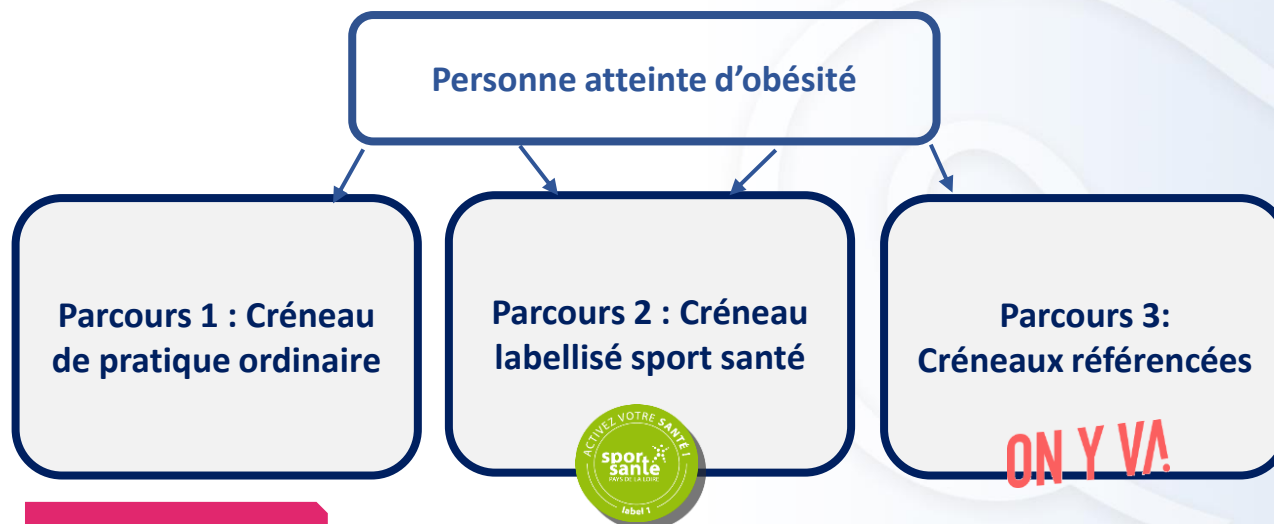 Personne atteinte d'obésité
Parcours 1 : Créneau
de pratique ordinaire
Parcours 2 : Créneau
labellisé sport santé
Parcours 3:
Créneaux référencées
ACTIVEZ VOTRE SANTÉ !
sport
santé
PAYS DE LA LOIRE
label 1
ON Y VA!